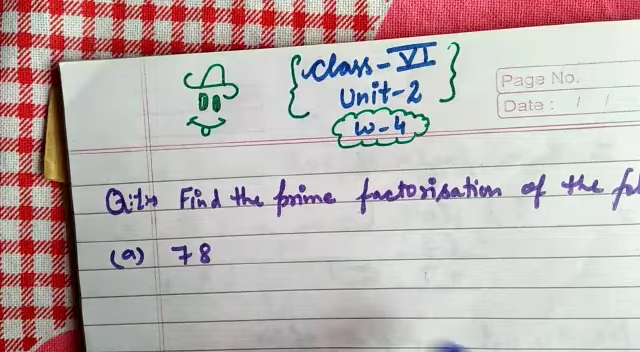 Class-VI
Unit-2
W-4
Page No.
Date : / /
Q:1⇒ Find the prime factorisation of the
(a) 78